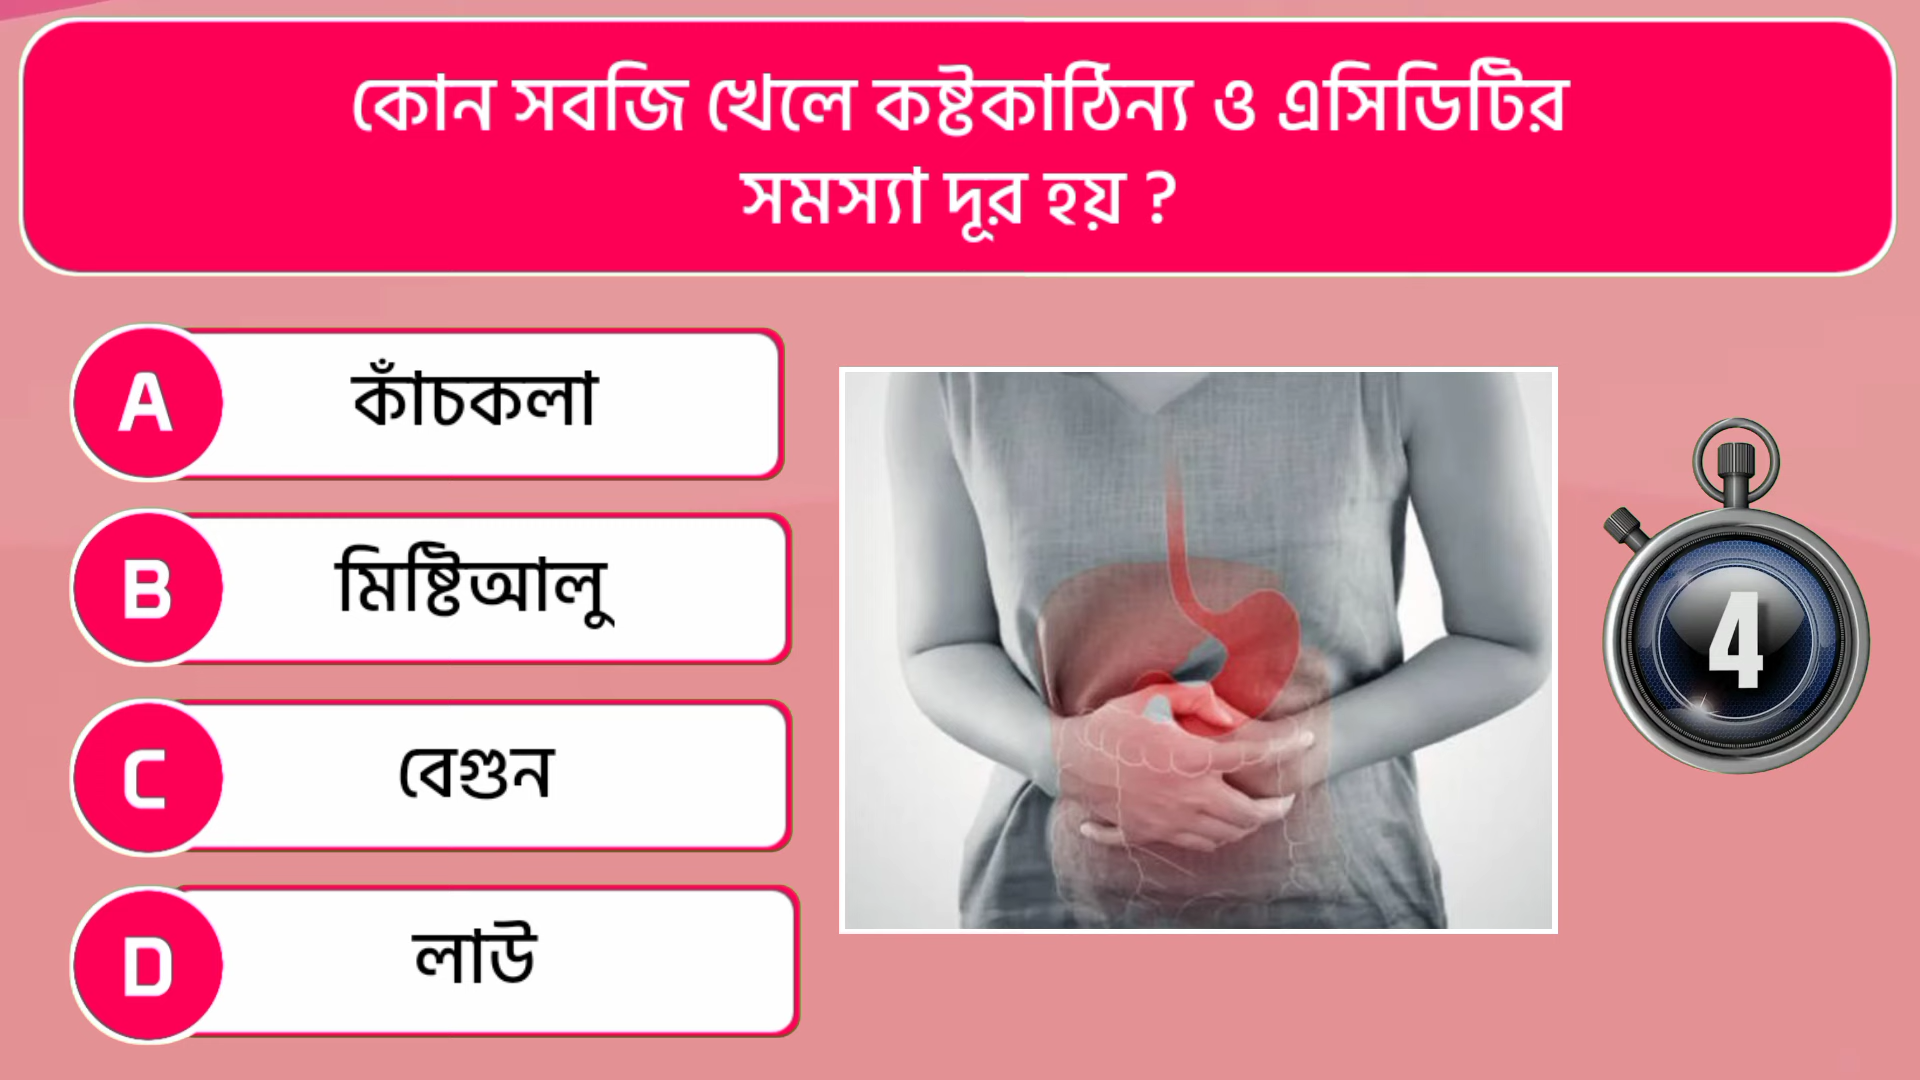 কোন সবজি খেলে কষ্টকাঠিন্য ও এসিডিটির
সমস্যা দূর হয় ?
A কাঁচকলা
B মিষ্টিআলু
C বেগুন
D লাউ
4